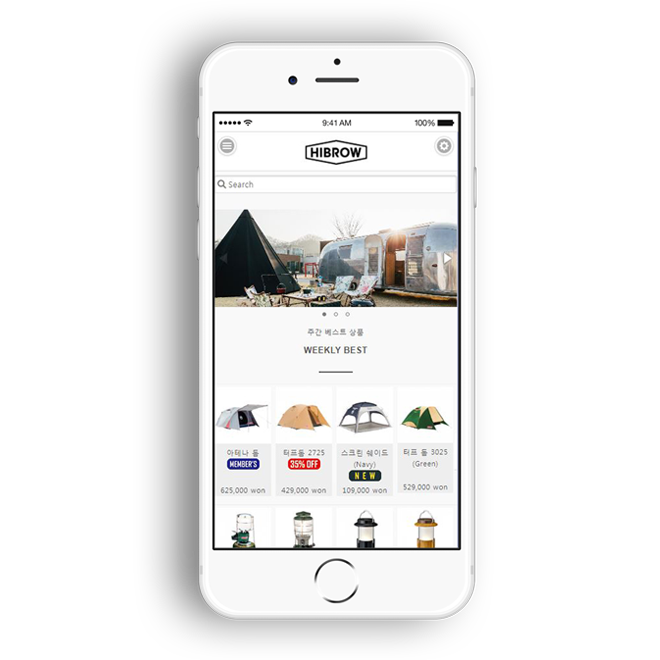 9:41 AM
100%
HIBROW
Search
주간 베스트 상품
WEEKLY BEST
아테나 돔
MEMBER'S
625,000 won
터프돔 2725
35% OFF
429,000 won
스크린 쉐이드
(Navy)
NEW
109,000 won
터프 돔 3025
(Green)
529,000 won